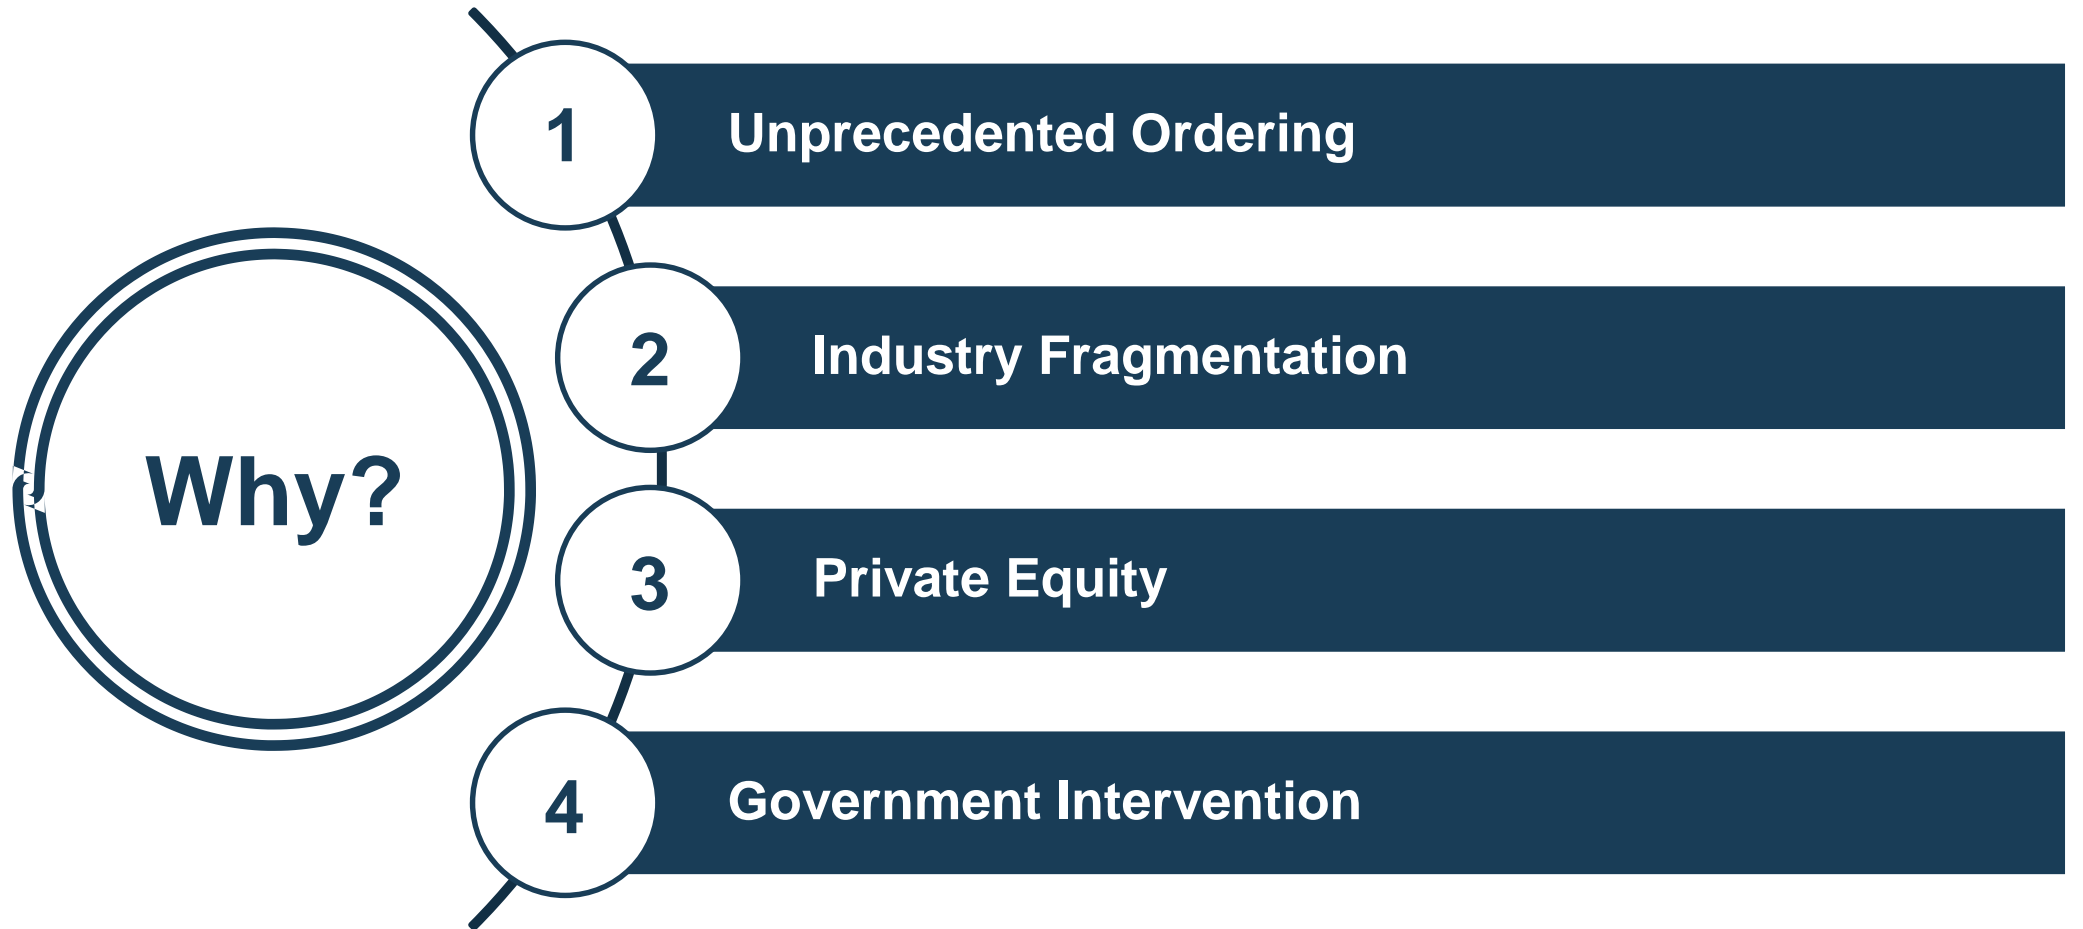 Why?
1
Unprecedented Ordering
2
Industry Fragmentation
3
Private Equity
4
Government Intervention